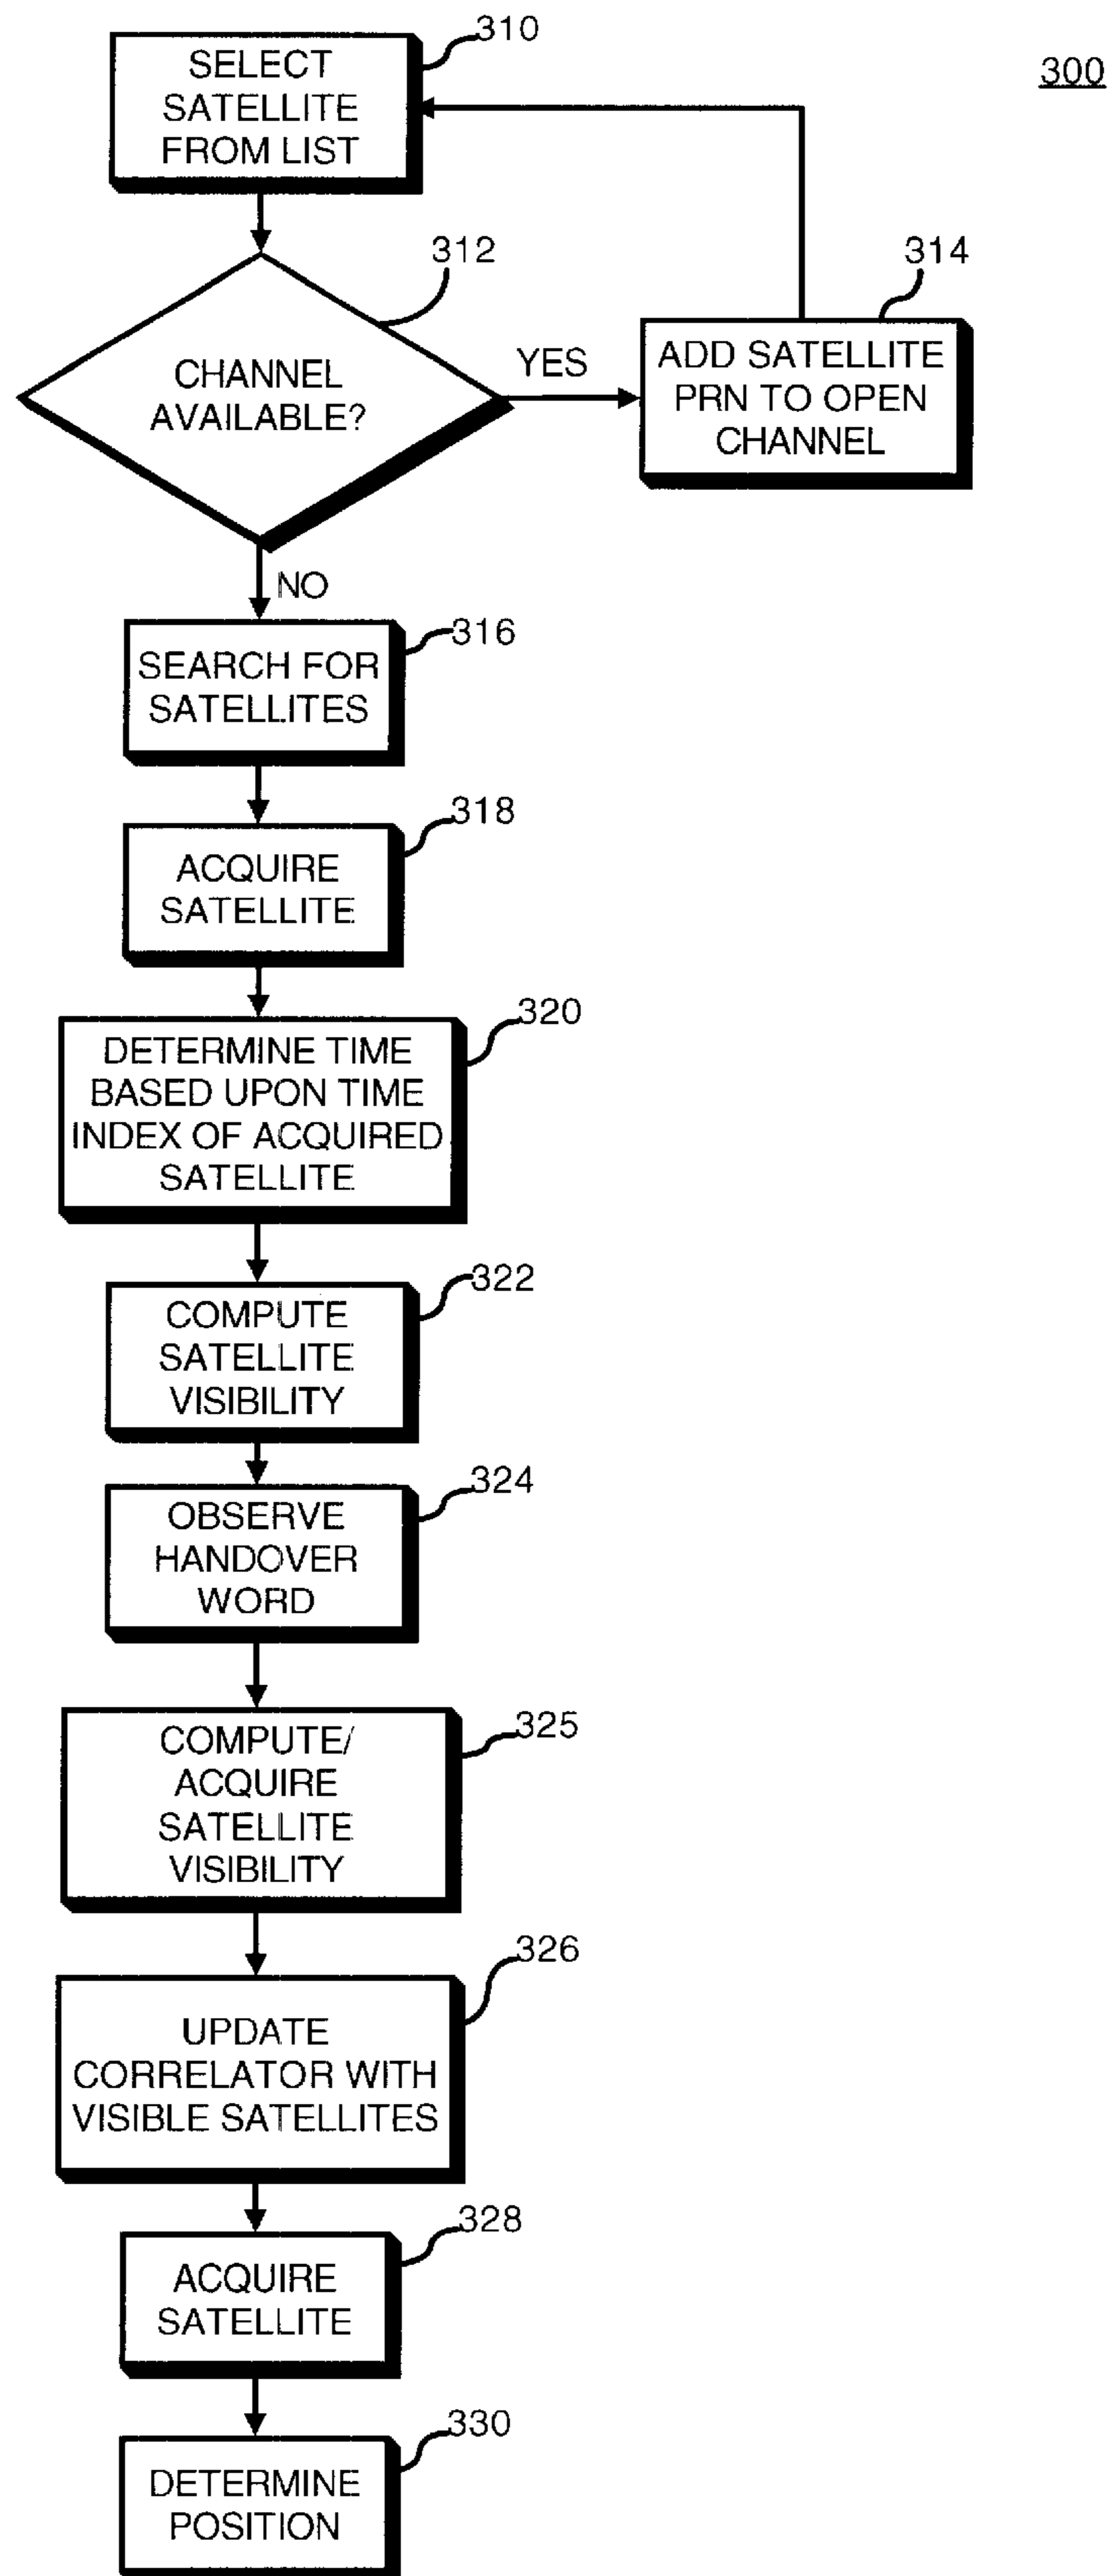 310
300
SELECT
SATELLITE
FROM LIST
312
314
CHANNEL
AVAILABLE?
YES
ADD SATELLITE
PRN TO OPEN
CHANNEL
NO
316
SEARCH FOR
SATELLITES
318
ACQUIRE
SATELLITE
320
DETERMINE TIME
BASED UPON TIME
INDEX OF ACQUIRED
SATELLITE
322
COMPUTE
SATELLITE
VISIBILITY
324
OBSERVE
HANDOVER
WORD
325
COMPUTE/
ACQUIRE
SATELLITE
VISIBILITY
326
UPDATE
CORRELATOR WITH
VISIBLE SATELLITES
328
ACQUIRE
SATELLITE
330
DETERMINE
POSITION